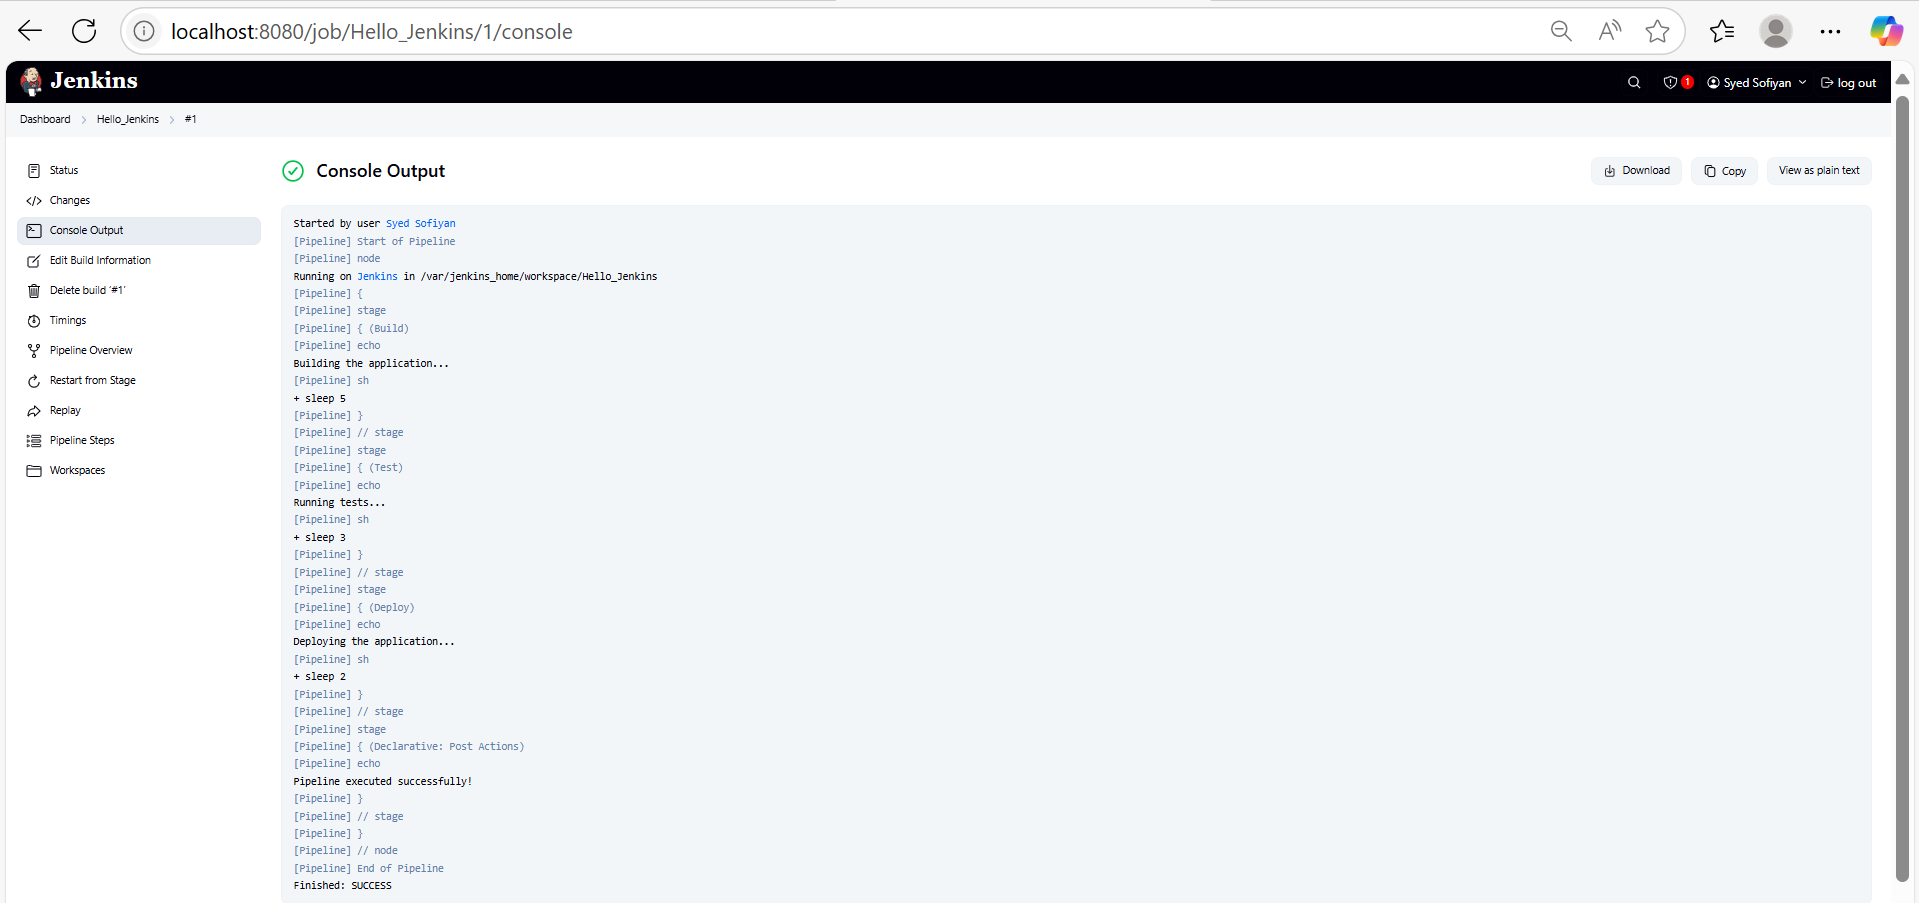 localhost:8080/job/Hello_Jenkins/1/console
Jenkins
1
Syed Sofiyan
log out
Dashboard
Hello_Jenkins
#1
Status
Changes
Console Output
Edit Build Information
Delete build ‘#1’
Timings
Pipeline Overview
Restart from Stage
Replay
Pipeline Steps
Workspaces
Console Output
Download
Copy
View as plain text
Started by user Syed Sofiyan
[Pipeline] Start of Pipeline
[Pipeline] node
Running on Jenkins in /var/jenkins_home/workspace/Hello_Jenkins
[Pipeline] {
[Pipeline] stage
[Pipeline] { (Build)
[Pipeline] echo
Building the application...
[Pipeline] sh
+ sleep 5
[Pipeline] }
[Pipeline] // stage
[Pipeline] stage
[Pipeline] { (Test)
[Pipeline] echo
Running tests...
[Pipeline] sh
+ sleep 3
[Pipeline] }
[Pipeline] // stage
[Pipeline] stage
[Pipeline] { (Deploy)
[Pipeline] echo
Deploying the application...
[Pipeline] sh
+ sleep 2
[Pipeline] }
[Pipeline] // stage
[Pipeline] stage
[Pipeline] { (Declarative: Post Actions)
[Pipeline] echo
Pipeline executed successfully!
[Pipeline] }
[Pipeline] // stage
[Pipeline] }
[Pipeline] // node
[Pipeline] End of Pipeline
Finished: SUCCESS